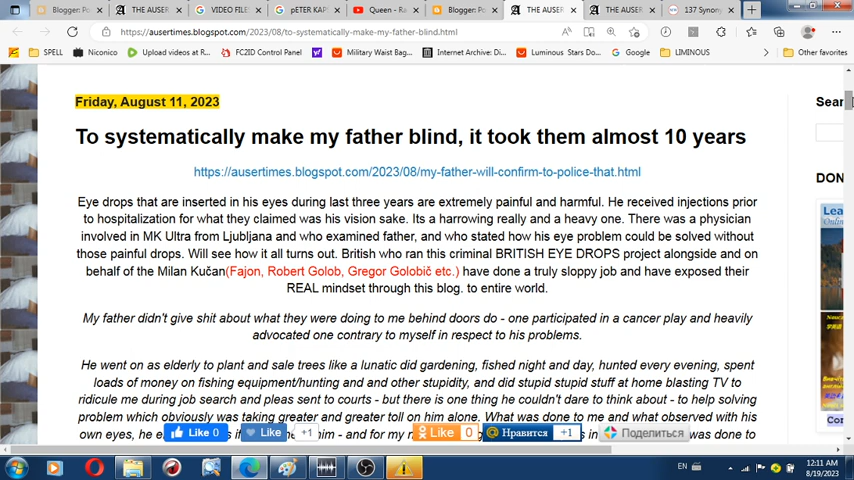 Blogger: Po
THE AUSER
VIDEO FILE
pETER KAP
Queen - Ra
Blogger: Po
THE AUSER
THE AUSER
137 Synony
https://ausertimes.blogspot.com/2023/08/to-systematically-make-my-father-blind.html
SPELL
Niconico
Upload videos at R...
FC2ID Control Panel
Military Waist Bag...
Internet Archive: Di...
Luminous Stars Do...
Google
LIMINOUS
Other favorites
Friday, August 11, 2023
To systematically make my father blind, it took them almost 10 years
https://ausertimes.blogspot.com/2023/08/my-father-will-confirm-to-police-that.html
Eye drops that are inserted in his eyes during last three years are extremely painful and harmful. He received injections prior
to hospitalization for what they claimed was his vision sake. Its a harrowing really and a heavy one. There was a physician
involved in MK Ultra from Ljubljana and who examined father, and who stated how his eye problem could be solved without
those painful drops. Will see how it all turns out. British who ran this criminal BRITISH EYE DROPS project alongside and on
behalf of the Milan Kučan(Fajon, Robert Golob, Gregor Golobič etc.) have done a truly sloppy job and have exposed their
REAL mindset through this blog. to entire world.
My father didn't give shit about what they were doing to me behind doors do - one participated in a cancer play and heavily
advocated one contrary to myself in respect to his problems.
He went on as elderly to plant and sale trees like a lunatic did gardening, fished night and day, hunted every evening, spent
loads of money on fishing equipment/hunting and and other stupidity, and did stupid stupid stuff at home blasting TV to
ridicule me during job search and pleas sent to courts - but there is one thing he couldn't dare to think about - to help solving
problem which obviously was taking greater and greater toll on him alone. What was done to me and what observed with his
own eyes, he
him - and for my
was done to
Like 0
Like
+1
Like
0
Нравится
+1
Поделиться
Sear
DON
EN
12:11 AM
8/19/2023